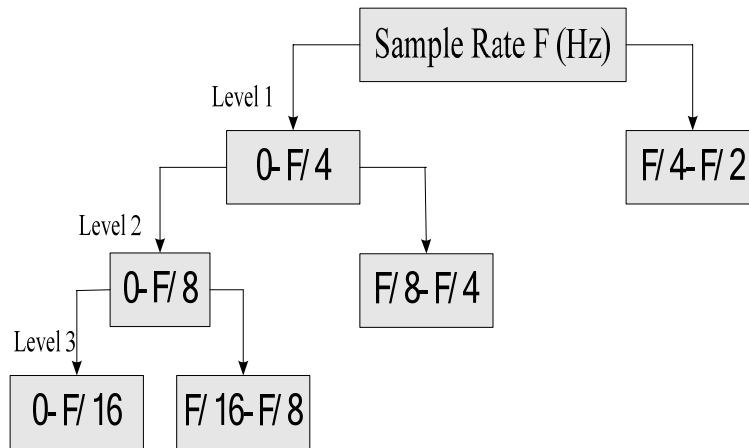 Sample Rate F (Hz)
Level 1
0-F/4
F/4-F/2
Level 2
0-F/8
F/8-F/4
Level 3
0-F/16
F/16-F/8